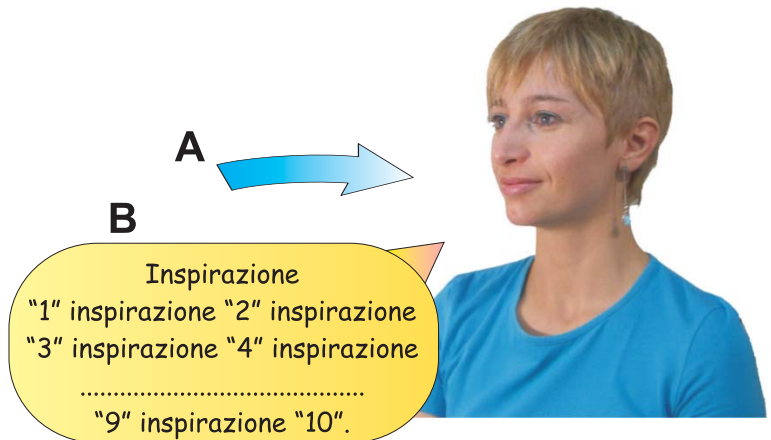 A
B
Inspirazione
“1” inspirazione “2” inspirazione
“3” inspirazione “4” inspirazione
...........................................
“9” inspirazione “10”.